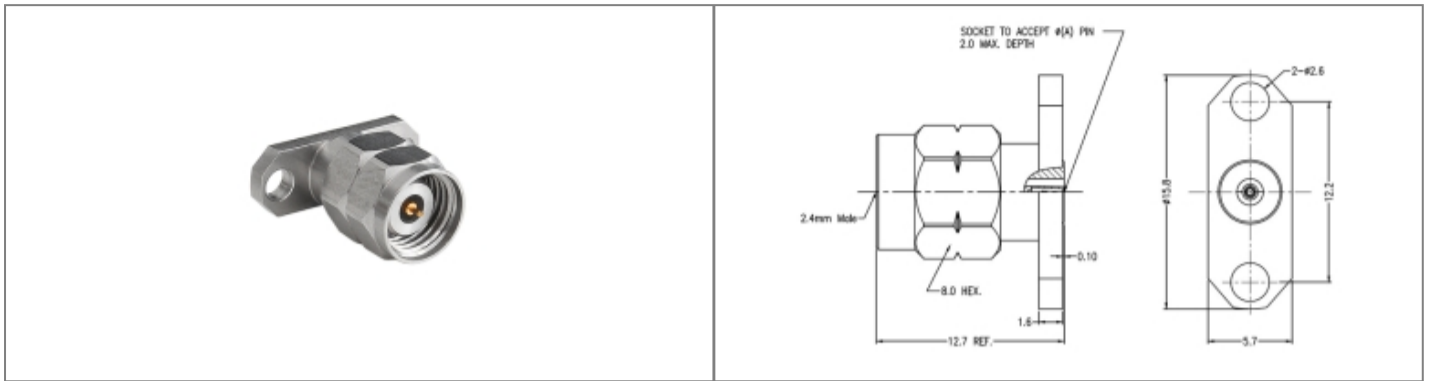 SOCKET TO ACCEPT ø(A) PIN
2.0 MAX. DEPTH
2-ø2.6
2.4mm Male
ø15.8
12.2
0.10
8.0 HEX.
1.6
12.7 REF.
5.7